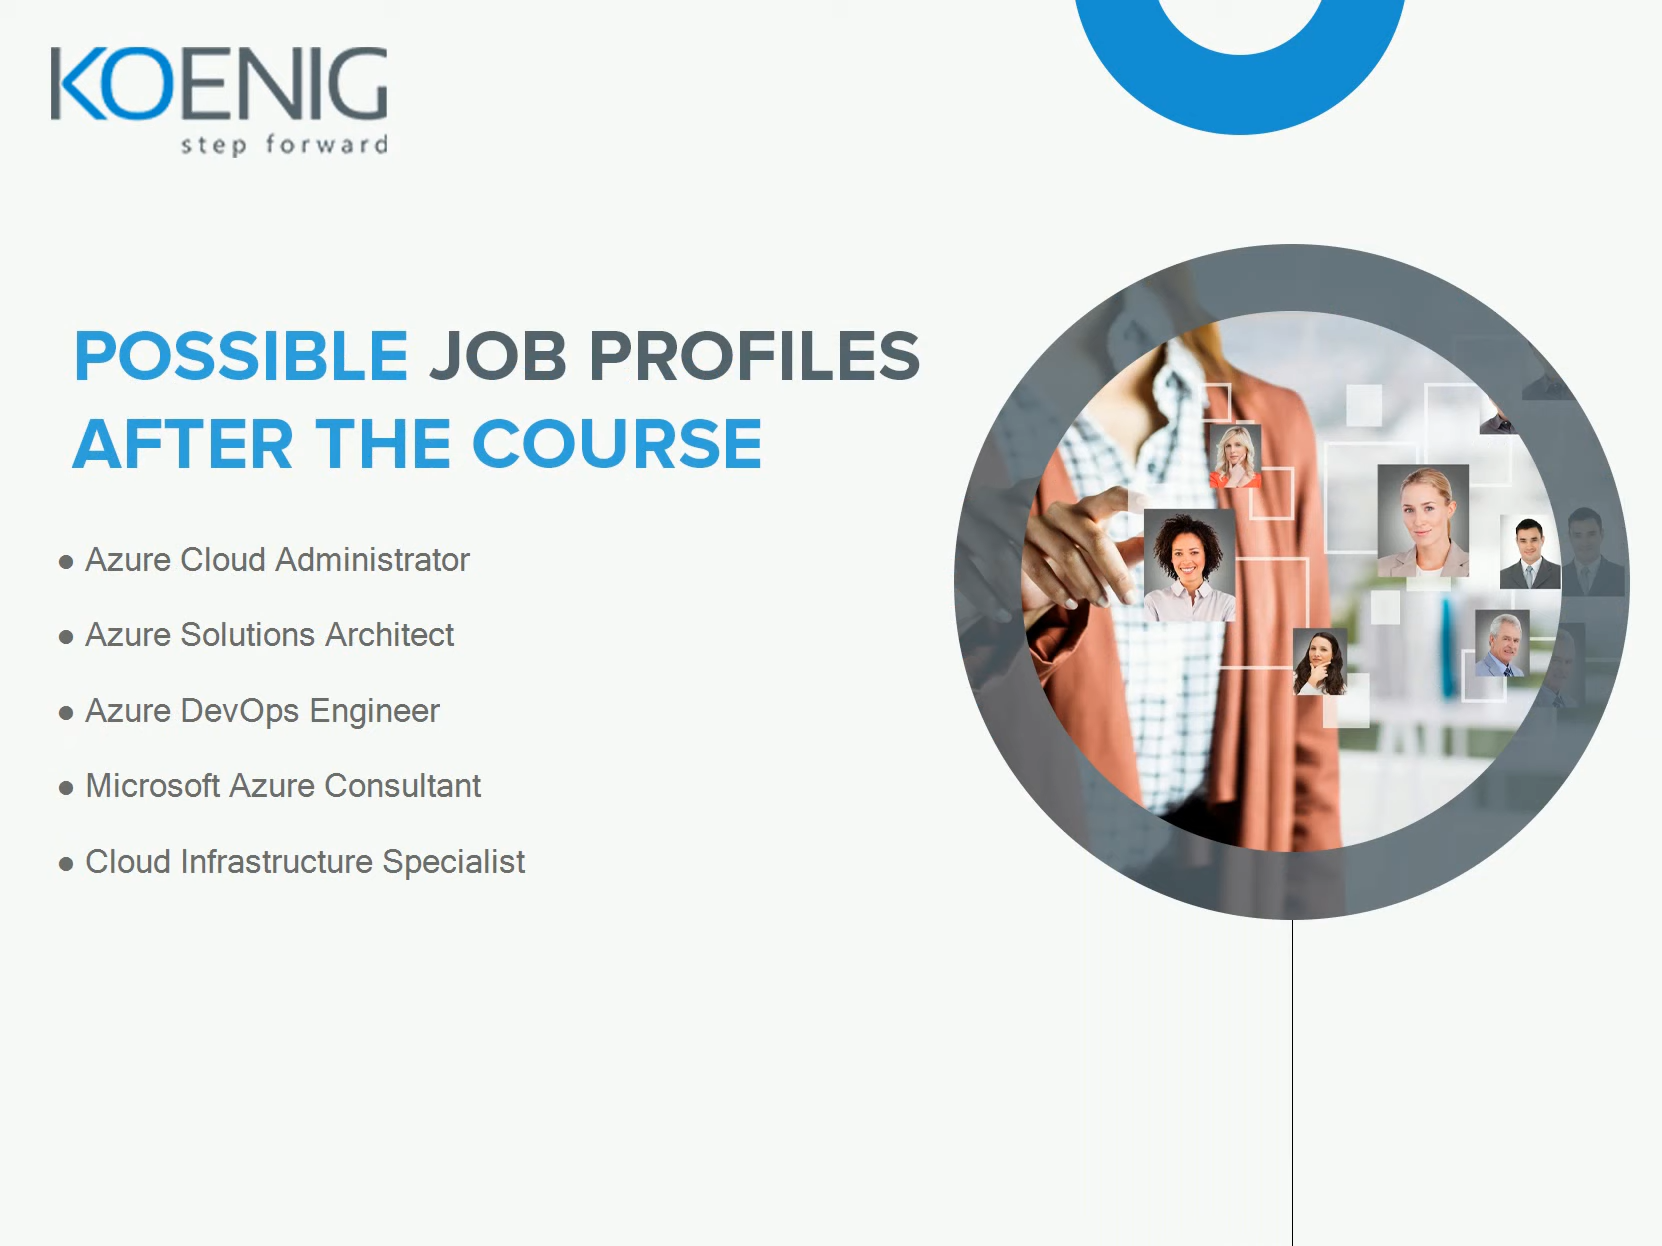 KOENIG
step forward
POSSIBLE JOB PROFILES
AFTER THE COURSE
● Azure Cloud Administrator
● Azure Solutions Architect
● Azure DevOps Engineer
● Microsoft Azure Consultant
● Cloud Infrastructure Specialist